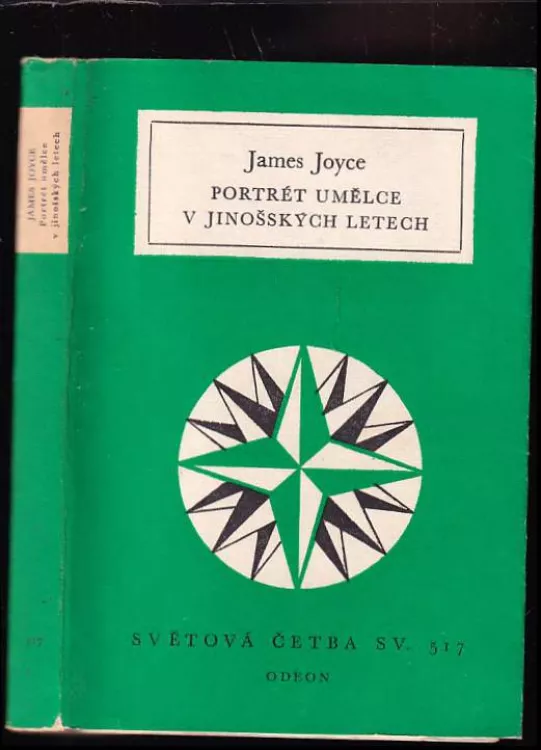 JAMES JOYCE
Portrét umělce
v jinošských letech
517
James Joyce
PORTRÉT UMĚLCE
V JINOŠSKÝCH LETECH
SVĚTOVÁ ČETBA SV. 517
ODEON